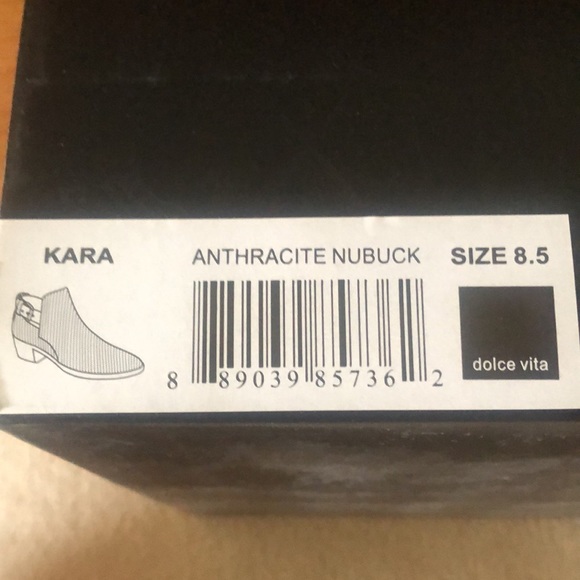 KARA ANTHRACITE NUBUCK SIZE 8.5
8 89039 85736 2
dolce vita